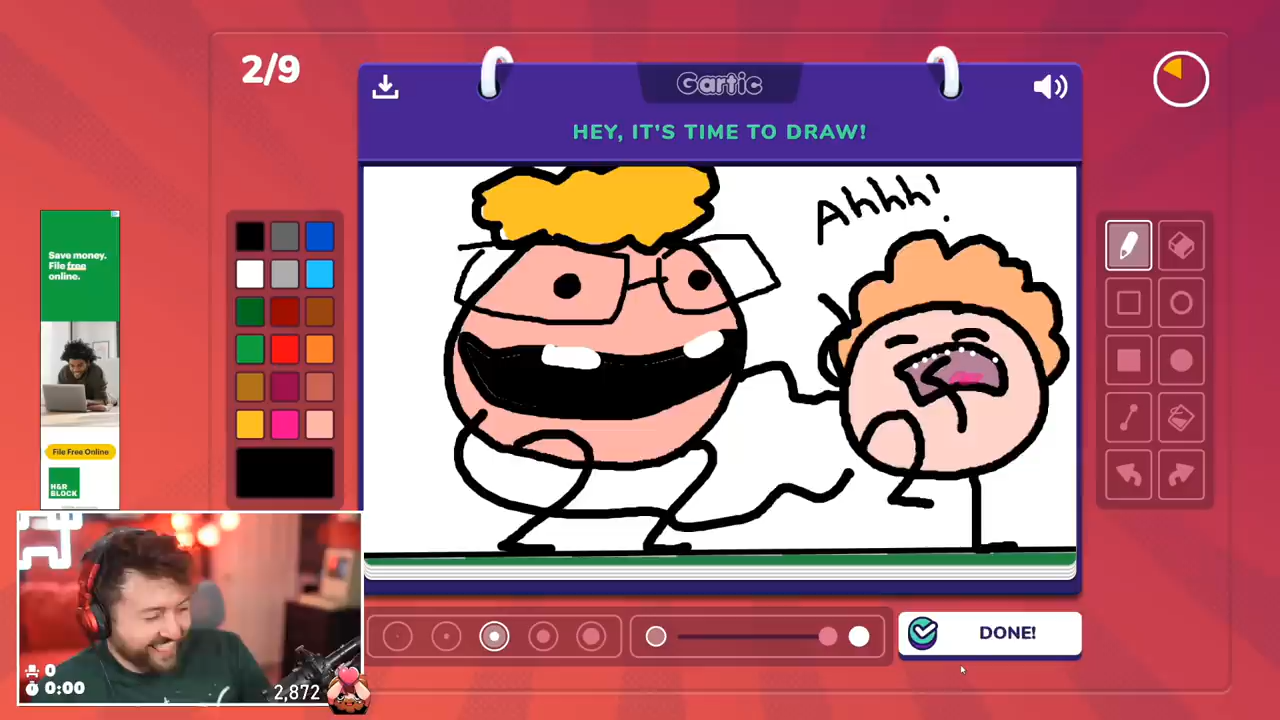 2/9
Gartic
HEY, IT'S TIME TO DRAW!
Ahhh!
Save money.
File free
online.
File Free Online
H&R
BLOCK
DONE!
0
0:00
2,872